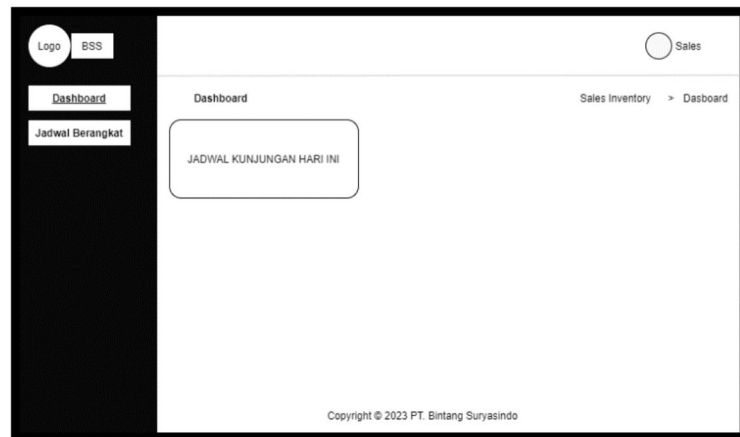 Logo BSS
Sales
Dashboard
Jadwal Berangkat
Dashboard
Sales Inventory > Dasboard
JADWAL KUNJUNGAN HARI INI
Copyright © 2023 PT. Bintang Suryasindo